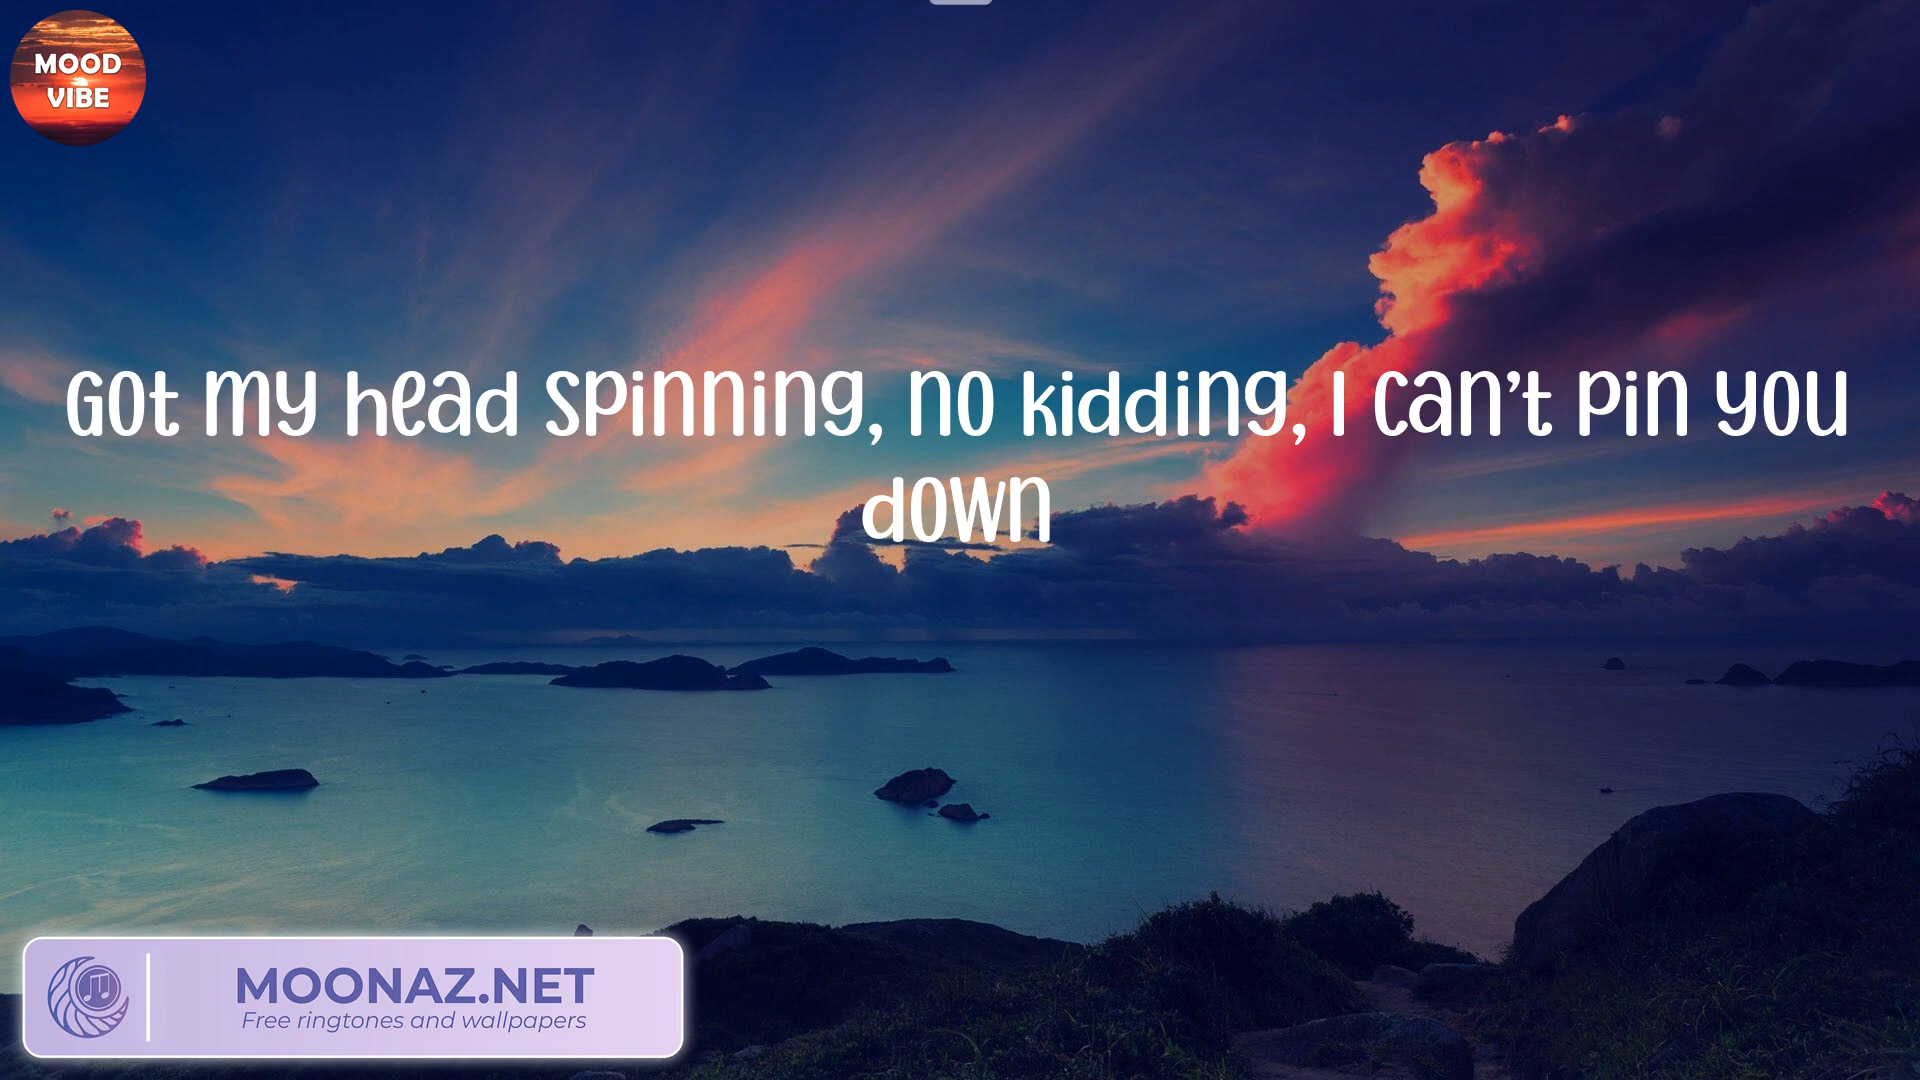 MOOD
VIBE
Got my head spinning, no kidding, I can't pin you
down
MOONAZ.NET
Free ringtones and wallpapers